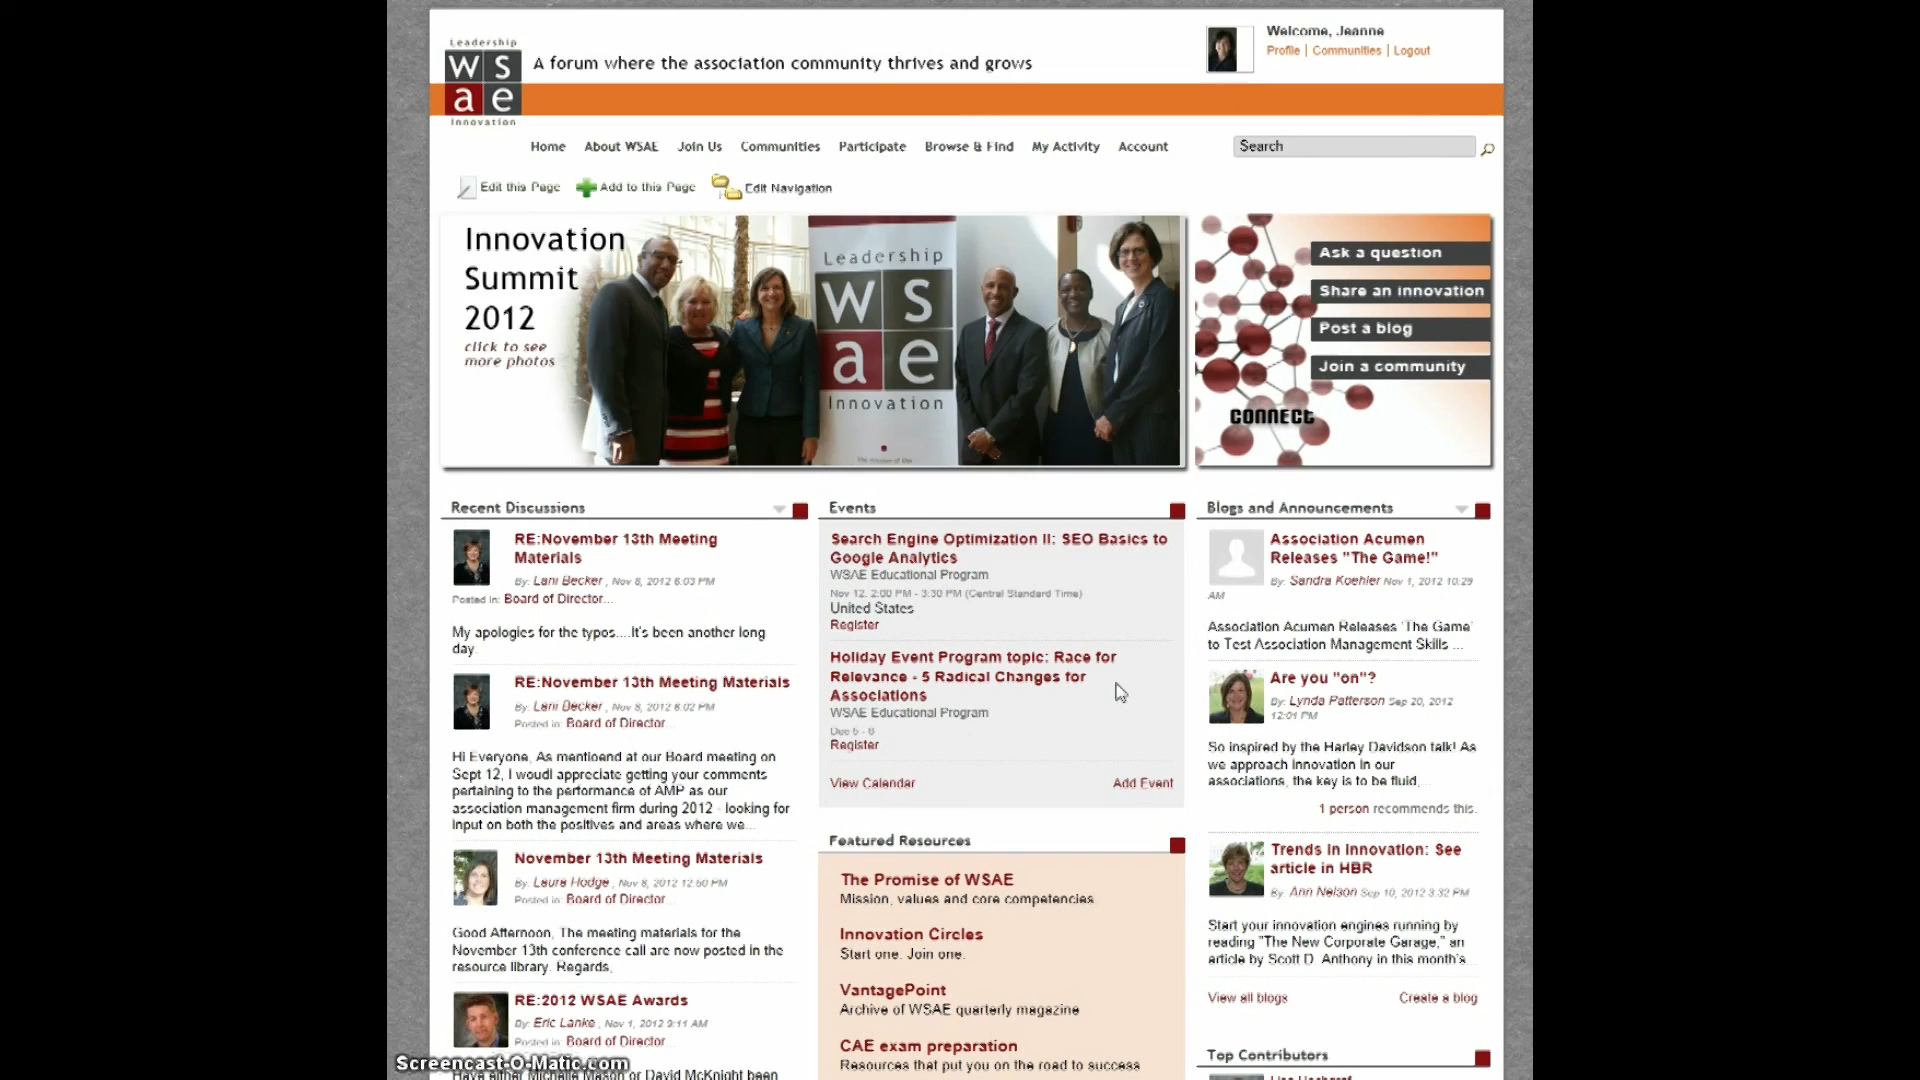 Leadership
WS
ae
Innovation
A forum where the association community thrives and grows
Welcome, Jeanne
Profile | Communities | Logout
Home About WSAE Join Us Communities Participate Browse & Find My Activity Account
Search
Edit this Page Add to this Page Edit Navigation
Innovation
Summit
2012
click to see
more photos
Leadership
WS
ae
Innovation
Ask a question
Share an innovation
Post a blog
Join a community
CONNECT
Recent Discussions
RE:November 13th Meeting
Materials
By: Lani Becker , Nov 8, 2012 6:03 PM
Posted in: Board of Director...
My apologies for the typos....It's been another long
day.
RE:November 13th Meeting Materials
By: Lani Becker , Nov 8, 2012 6:02 PM
Posted in: Board of Director...
Hi Everyone, As mentioend at our Board meeting on
Sept 12, I woudl appreciate getting your comments
pertaining to the performance of AMP as our
association management firm during 2012 - looking for
input on both the positives and areas where we...
November 13th Meeting Materials
By: Laura Hodge , Nov 8, 2012 12:50 PM
Posted in: Board of Director...
Good Afternoon, The meeting materials for the
November 13th conference call are now posted in the
resource library. Regards,
RE:2012 WSAE Awards
By: Eric Lanke , Nov 1, 2012 9:11 AM
Posted in: Board of Director...
Have either Michelle Mason or David McKnight been
Events
Search Engine Optimization II: SEO Basics to
Google Analytics
WSAE Educational Program
Nov 12, 2:00 PM - 3:30 PM (Central Standard Time)
United States
Register
Holiday Event Program topic: Race for
Relevance - 5 Radical Changes for
Associations
WSAE Educational Program
Dec 5 - 6
Register
View Calendar Add Event
Featured Resources
The Promise of WSAE
Mission, values and core competencies
Innovation Circles
Start one. Join one.
VantagePoint
Archive of WSAE quarterly magazine
CAE exam preparation
Resources that put you on the road to success
Blogs and Announcements
Association Acumen
Releases "The Game!"
By: Sandra Koehler Nov 1, 2012 10:29
AM
Association Acumen Releases 'The Game'
to Test Association Management Skills ...
Are you "on"?
By: Lynda Patterson Sep 20, 2012
12:01 PM
So inspired by the Harley Davidson talk! As
we approach innovation in our
associations, the key is to be fluid,...
1 person recommends this.
Trends in Innovation: See
article in HBR
By: Ann Nelson Sep 10, 2012 3:32 PM
Start your innovation engines running by
reading "The New Corporate Garage," an
article by Scott D. Anthony in this month's...
View all blogs Create a blog
Top Contributors
Screencast-O-Matic.com